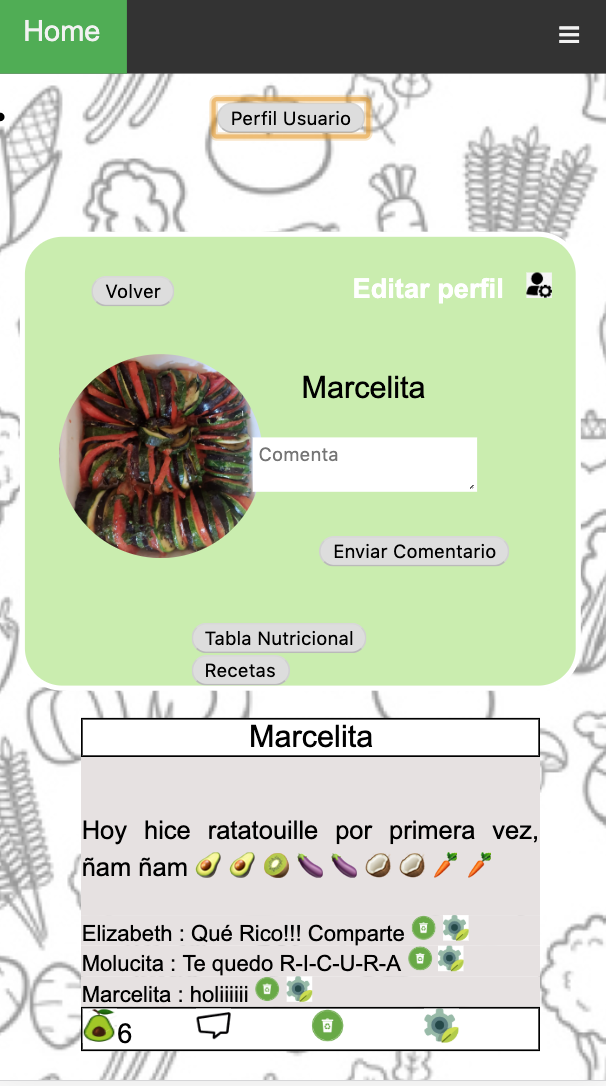 Home
Perfil Usuario
Volver
Editar perfil
Marcelita
Comenta
Enviar Comentario
Tabla Nutricional
Recetas
Marcelita
Hoy hice ratatouille por primera vez,
ñam ñam 🥑 🥑 🥝 🍆 🍆 🥥 🥥 🥕 🥕
Elizabeth : Qué Rico!!! Comparte
Molucita : Te quedo R-I-C-U-R-A
Marcelita : holiiiiii
6